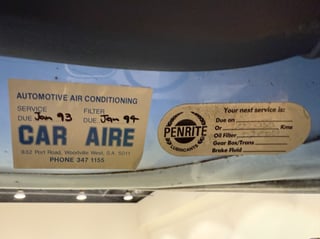 AUTOMOTIVE AIR CONDITIONING
SERVICE FILTER
DUE Jan 93 DUE Jan 94
CAR AIRE
832 Port Road, Woodville West, S.A. 5011
PHONE 347 1155
PENRITE
LUBRICANTS
Your next service is:
Due on
Or Kms
Oil Filter
Gear Box/Trans
Brake Fluid